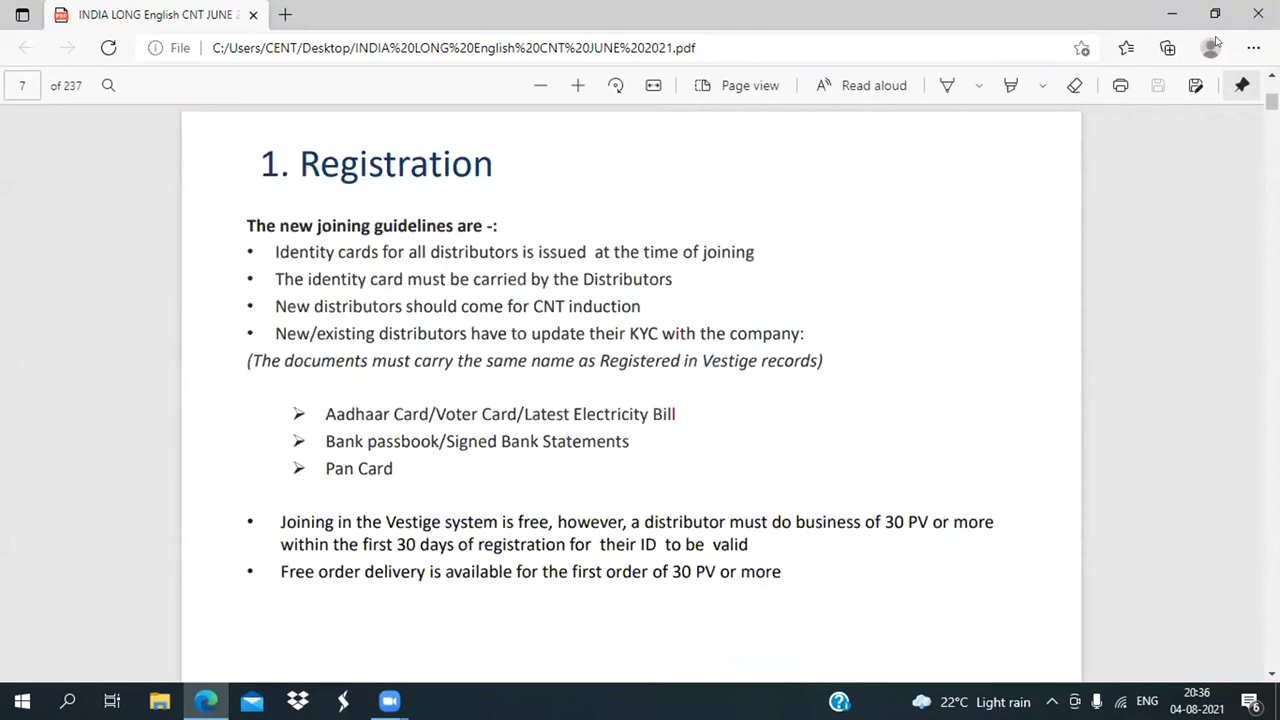 INDIA LONG English CNT JUNE 2
File C:/Users/CENT/Desktop/INDIA%20LONG%20English%20CNT%20JUNE%202021.pdf
7 of 237 Page view Read aloud
1. Registration
The new joining guidelines are -:
• Identity cards for all distributors is issued at the time of joining
• The identity card must be carried by the Distributors
• New distributors should come for CNT induction
• New/existing distributors have to update their KYC with the company:
(The documents must carry the same name as Registered in Vestige records)
➢ Aadhaar Card/Voter Card/Latest Electricity Bill
➢ Bank passbook/Signed Bank Statements
➢ Pan Card
• Joining in the Vestige system is free, however, a distributor must do business of 30 PV or more
within the first 30 days of registration for their ID to be valid
• Free order delivery is available for the first order of 30 PV or more
22°C Light rain ENG 20:36
04-08-2021 6